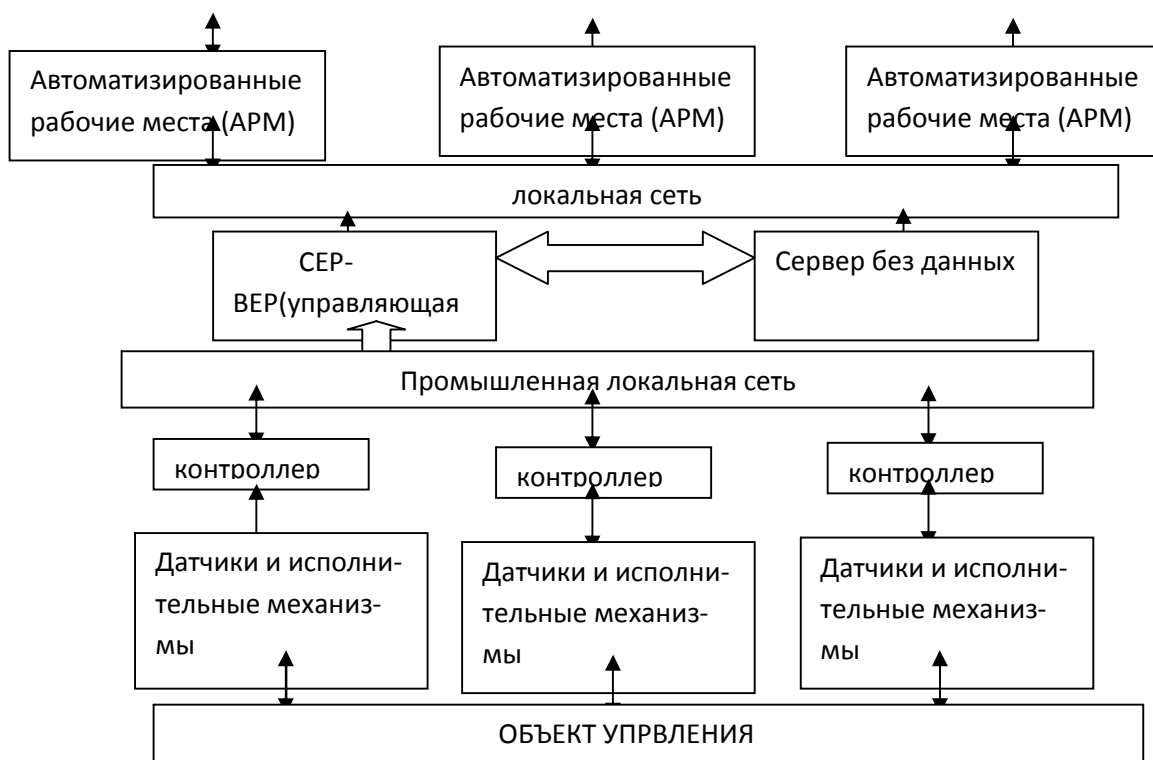 Автоматизированные
рабочие места (АРМ)
Автоматизированные
рабочие места (АРМ)
Автоматизированные
рабочие места (АРМ)
локальная сеть
СЕР-
ВЕР(управляющая
Сервер без данных
Промышленная локальная сеть
контроллер
контроллер
контроллер
Датчики и исполни-
тельные механиз-
мы
Датчики и исполни-
тельные механиз-
мы
Датчики и исполни-
тельные механиз-
мы
ОБЪЕКТ УПРВЛЕНИЯ